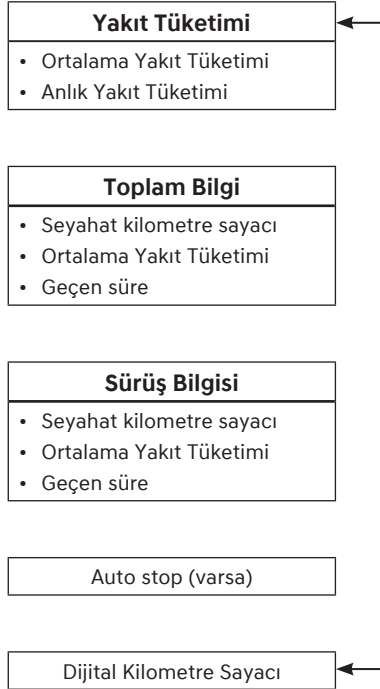 Yakıt Tüketimi
• Ortalama Yakıt Tüketimi
• Anlık Yakıt Tüketimi
Toplam Bilgi
• Seyahat kilometre sayacı
• Ortalama Yakıt Tüketimi
• Geçen süre
Sürüş Bilgisi
• Seyahat kilometre sayacı
• Ortalama Yakıt Tüketimi
• Geçen süre
Auto stop (varsa)
Dijital Kilometre Sayacı